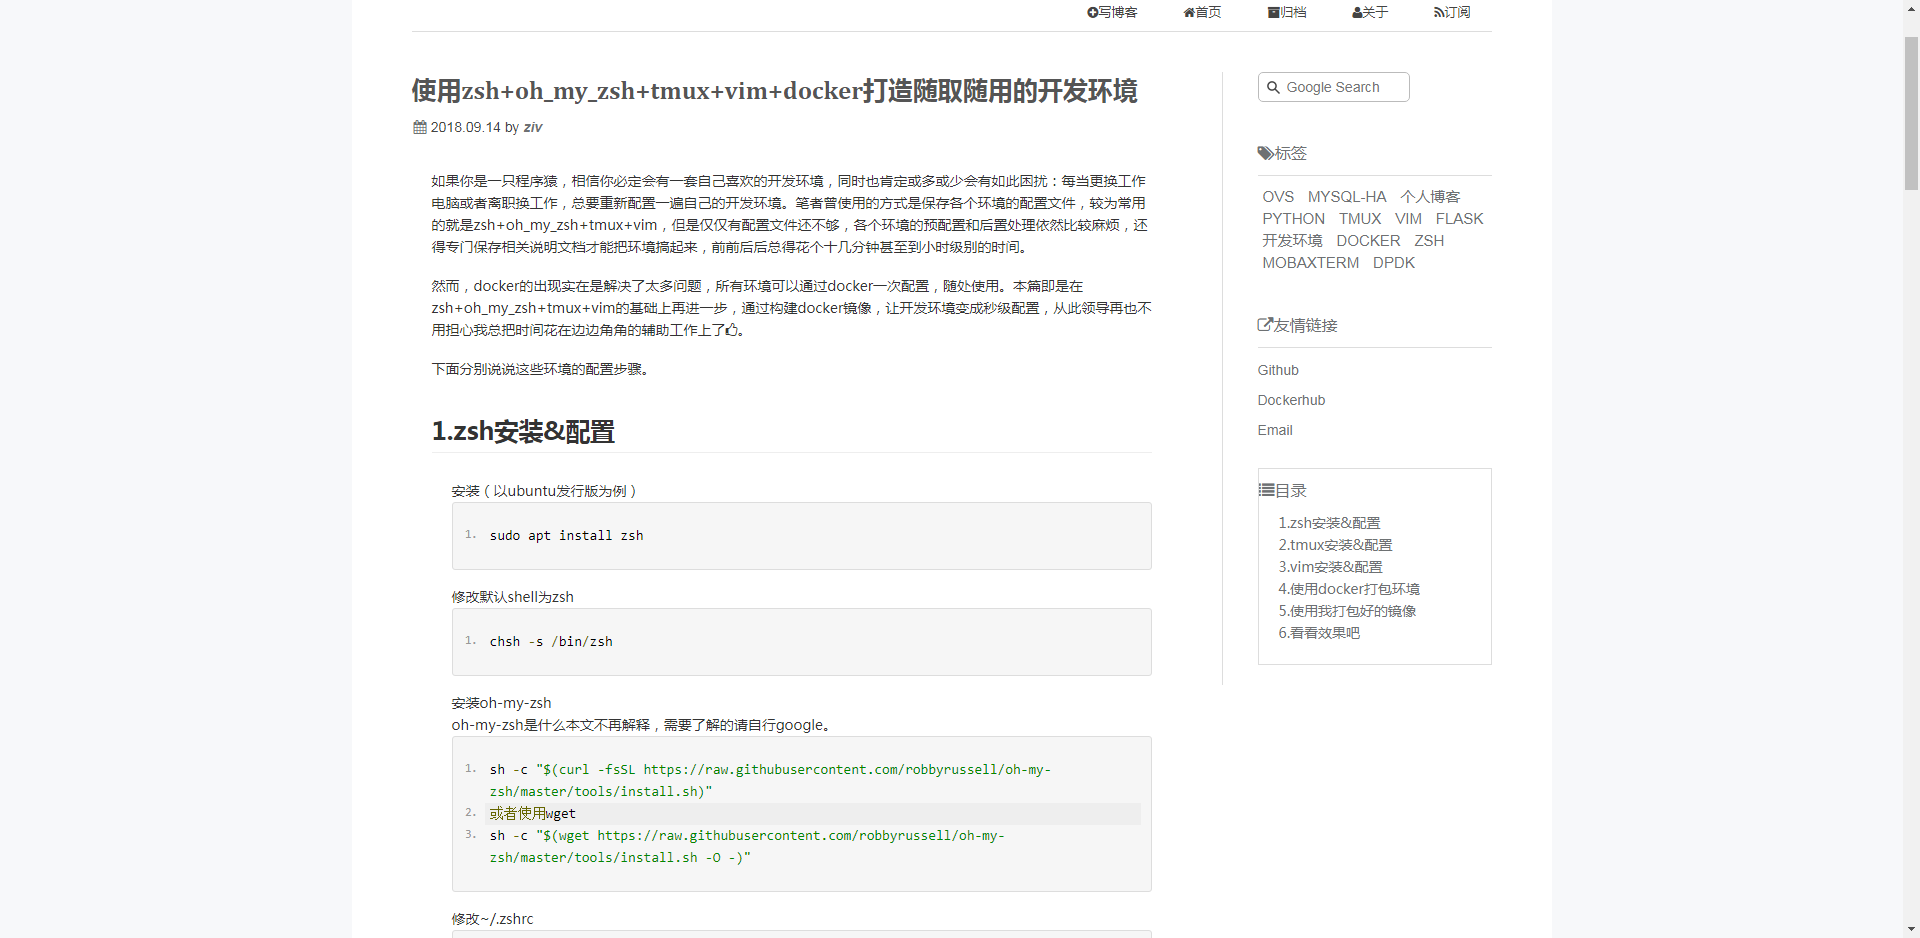 写博客 首页 归档 关于 订阅
使用zsh+oh_my_zsh+tmux+vim+docker打造随取随用的开发环境
2018.09.14 by ziv
如果你是一只程序猿，相信你必定会有一套自己喜欢的开发环境，同时也肯定或多或少会有如此困扰：每当更换工作
电脑或者离职换工作，总要重新配置一遍自己的开发环境。笔者曾使用的方式是保存各个环境的配置文件，较为常用
的就是zsh+oh_my_zsh+tmux+vim，但是仅仅有配置文件还不够，各个环境的预配置和后置处理依然比较麻烦，还
得专门保存相关说明文档才能把环境搞起来，前前后后总得花个十几分钟甚至到小时级别的时间。
然而，docker的出现实在是解决了太多问题，所有环境可以通过docker一次配置，随处使用。本篇即是在
zsh+oh_my_zsh+tmux+vim的基础上再进一步，通过构建docker镜像，让开发环境变成秒级配置，从此领导再也不
用担心我总把时间花在边边角角的辅助工作上了。
下面分别说说这些环境的配置步骤。
1.zsh安装&配置
安装（以ubuntu发行版为例）
1. sudo apt install zsh
修改默认shell为zsh
1. chsh -s /bin/zsh
安装oh-my-zsh
oh-my-zsh是什么本文不再解释，需要了解的请自行google。
1. sh -c "$(curl -fsSL https://raw.githubusercontent.com/robbyrussell/oh-my-
zsh/master/tools/install.sh)"
2. 或者使用wget
3. sh -c "$(wget https://raw.githubusercontent.com/robbyrussell/oh-my-
zsh/master/tools/install.sh -O -)"
修改~/.zshrc
Google Search
标签
OVS MYSQL-HA 个人博客
PYTHON TMUX VIM FLASK
开发环境 DOCKER ZSH
MOBAXTERM DPDK
友情链接
Github
Dockerhub
Email
目录
1.zsh安装&配置
2.tmux安装&配置
3.vim安装&配置
4.使用docker打包环境
5.使用我打包好的镜像
6.看看效果吧